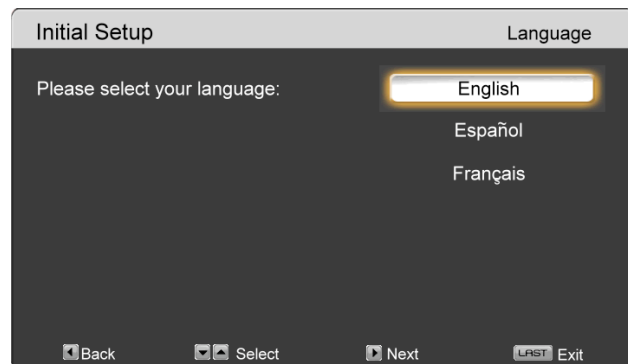 Initial Setup Language
Please select your language: English
Español
Français
Back Select Next LAST Exit